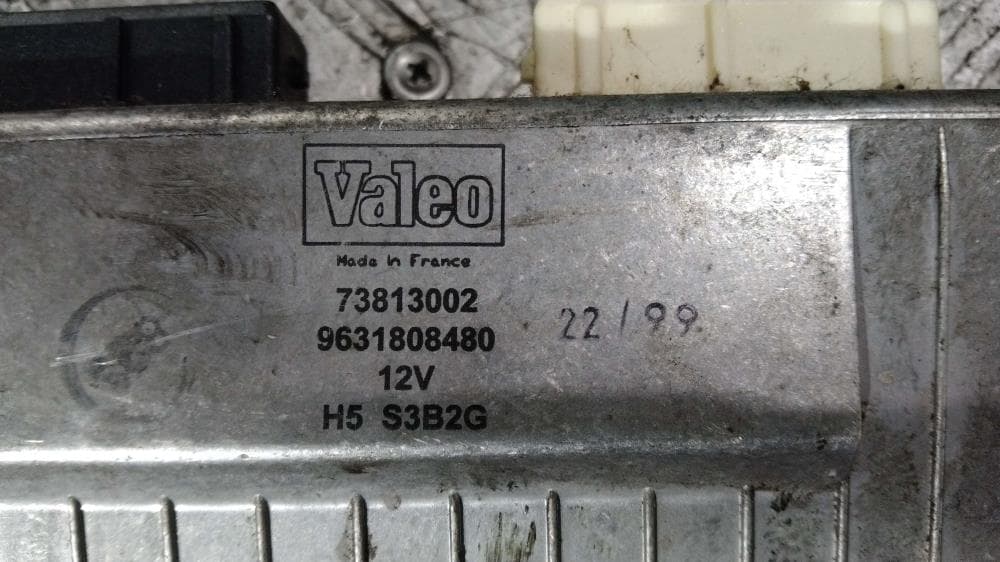 Valeo
Made In France
73813002
9631808480
22/99
12V
H5 S3B2G